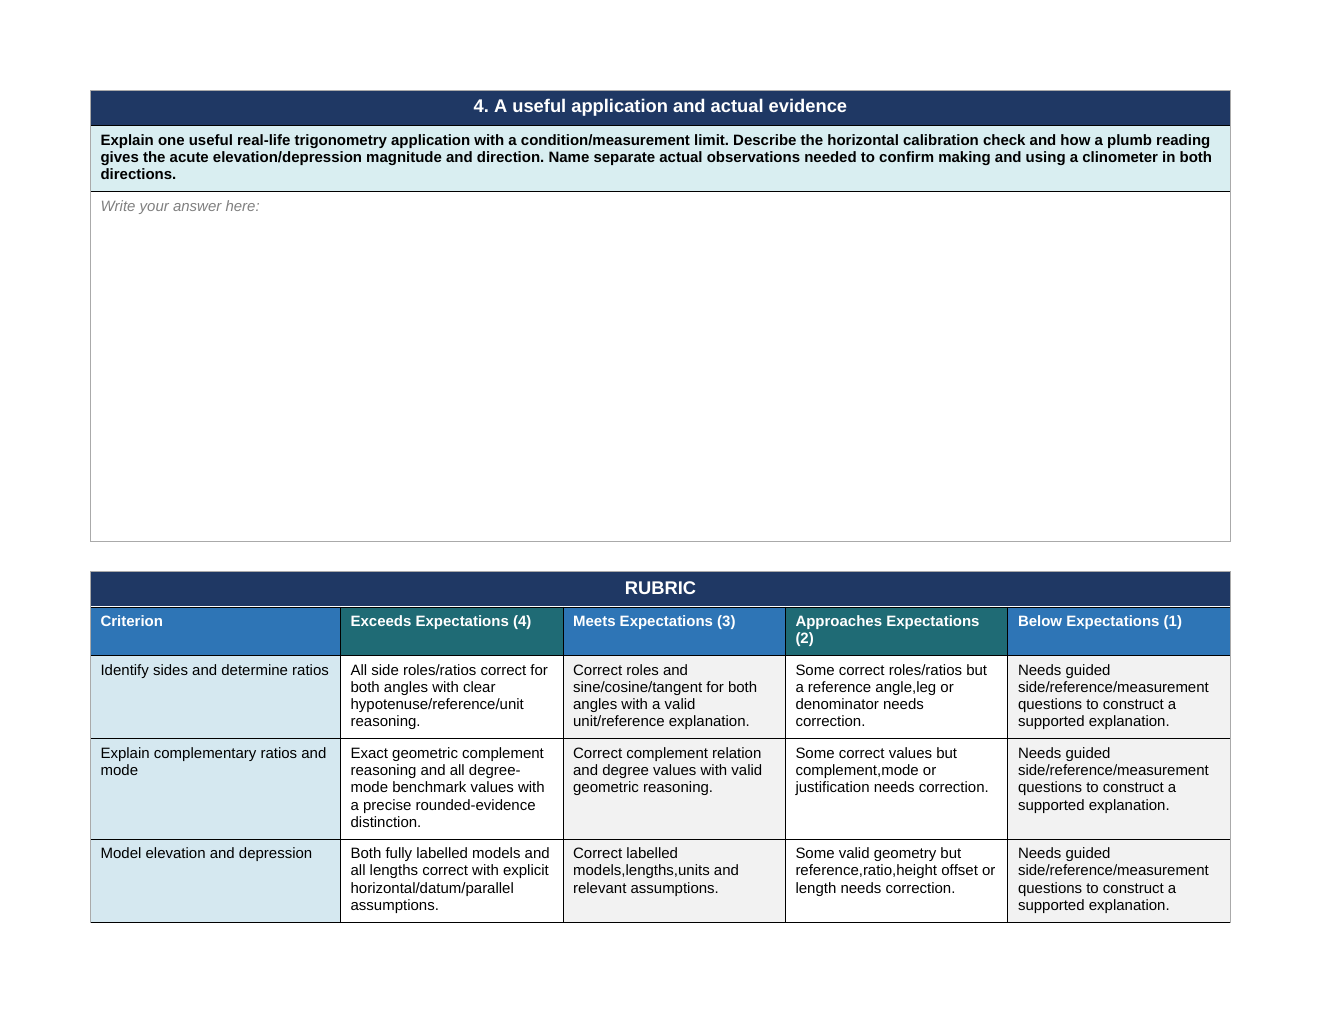 4. A useful application and actual evidence
Explain one useful real-life trigonometry application with a condition/measurement limit. Describe the horizontal calibration check and how a plumb reading
gives the acute elevation/depression magnitude and direction. Name separate actual observations needed to confirm making and using a clinometer in both
directions.
Write your answer here:
RUBRIC
Criterion
Exceeds Expectations (4)
Meets Expectations (3)
Approaches Expectations
(2)
Below Expectations (1)
Identify sides and determine ratios
All side roles/ratios correct for
both angles with clear
hypotenuse/reference/unit
reasoning.
Correct roles and
sine/cosine/tangent for both
angles with a valid
unit/reference explanation.
Some correct roles/ratios but
a reference angle,leg or
denominator needs
correction.
Needs guided
side/reference/measurement
questions to construct a
supported explanation.
Explain complementary ratios and
mode
Exact geometric complement
reasoning and all degree-
mode benchmark values with
a precise rounded-evidence
distinction.
Correct complement relation
and degree values with valid
geometric reasoning.
Some correct values but
complement,mode or
justification needs correction.
Needs guided
side/reference/measurement
questions to construct a
supported explanation.
Model elevation and depression
Both fully labelled models and
all lengths correct with explicit
horizontal/datum/parallel
assumptions.
Correct labelled
models,lengths,units and
relevant assumptions.
Some valid geometry but
reference,ratio,height offset or
length needs correction.
Needs guided
side/reference/measurement
questions to construct a
supported explanation.